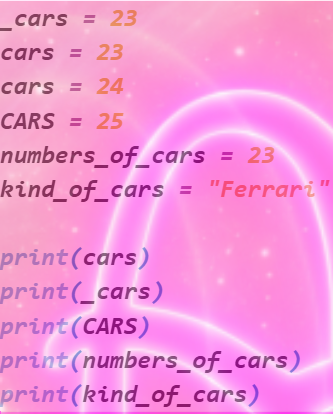 _cars = 23
cars = 23
cars = 24
CARS = 25
numbers_of_cars = 23
kind_of_cars = "Ferrari"
print(cars)
print(_cars)
print(CARS)
print(numbers_of_cars)
print(kind_of_cars)